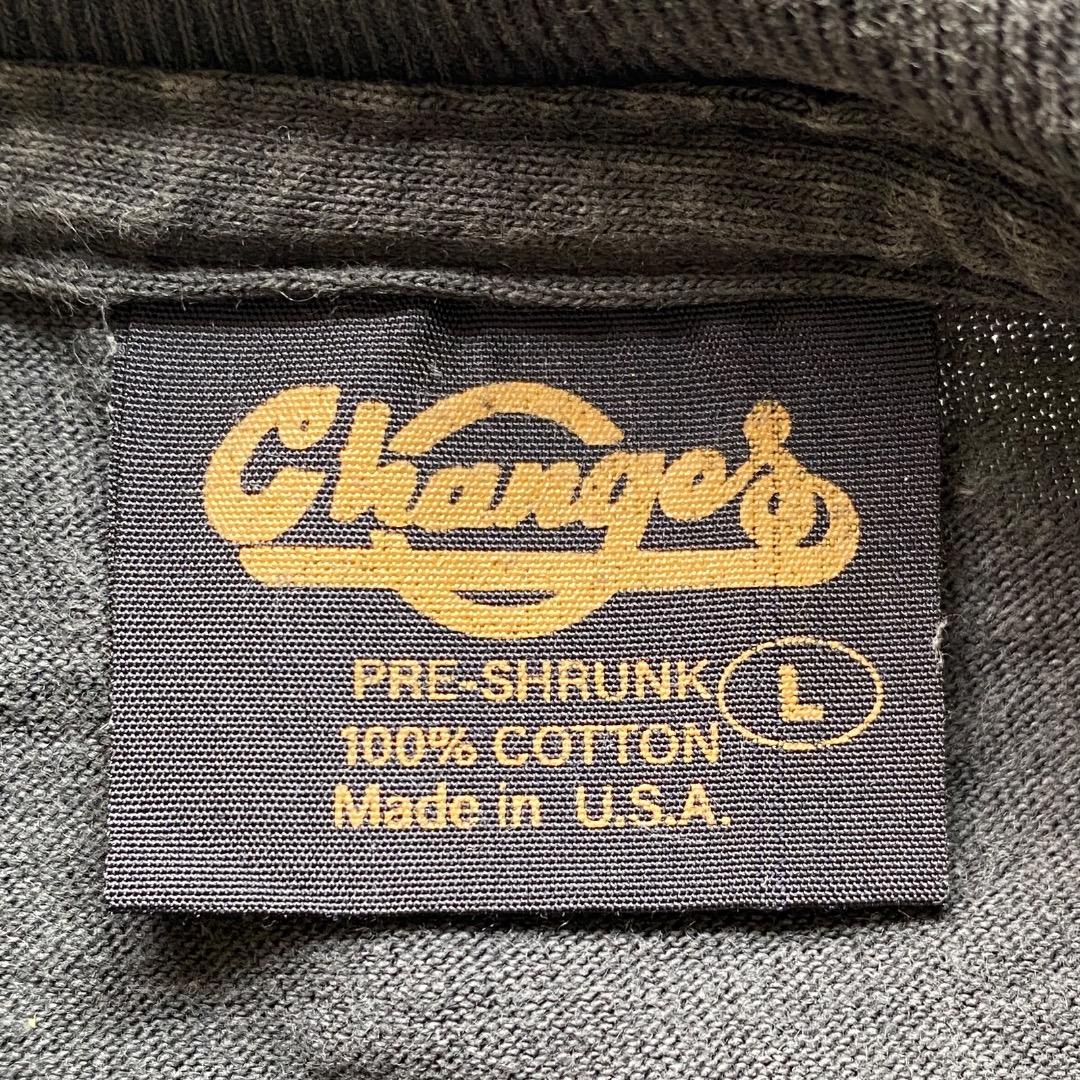 Changes
PRE-SHRUNK L
100% COTTON
Made in U.S.A.